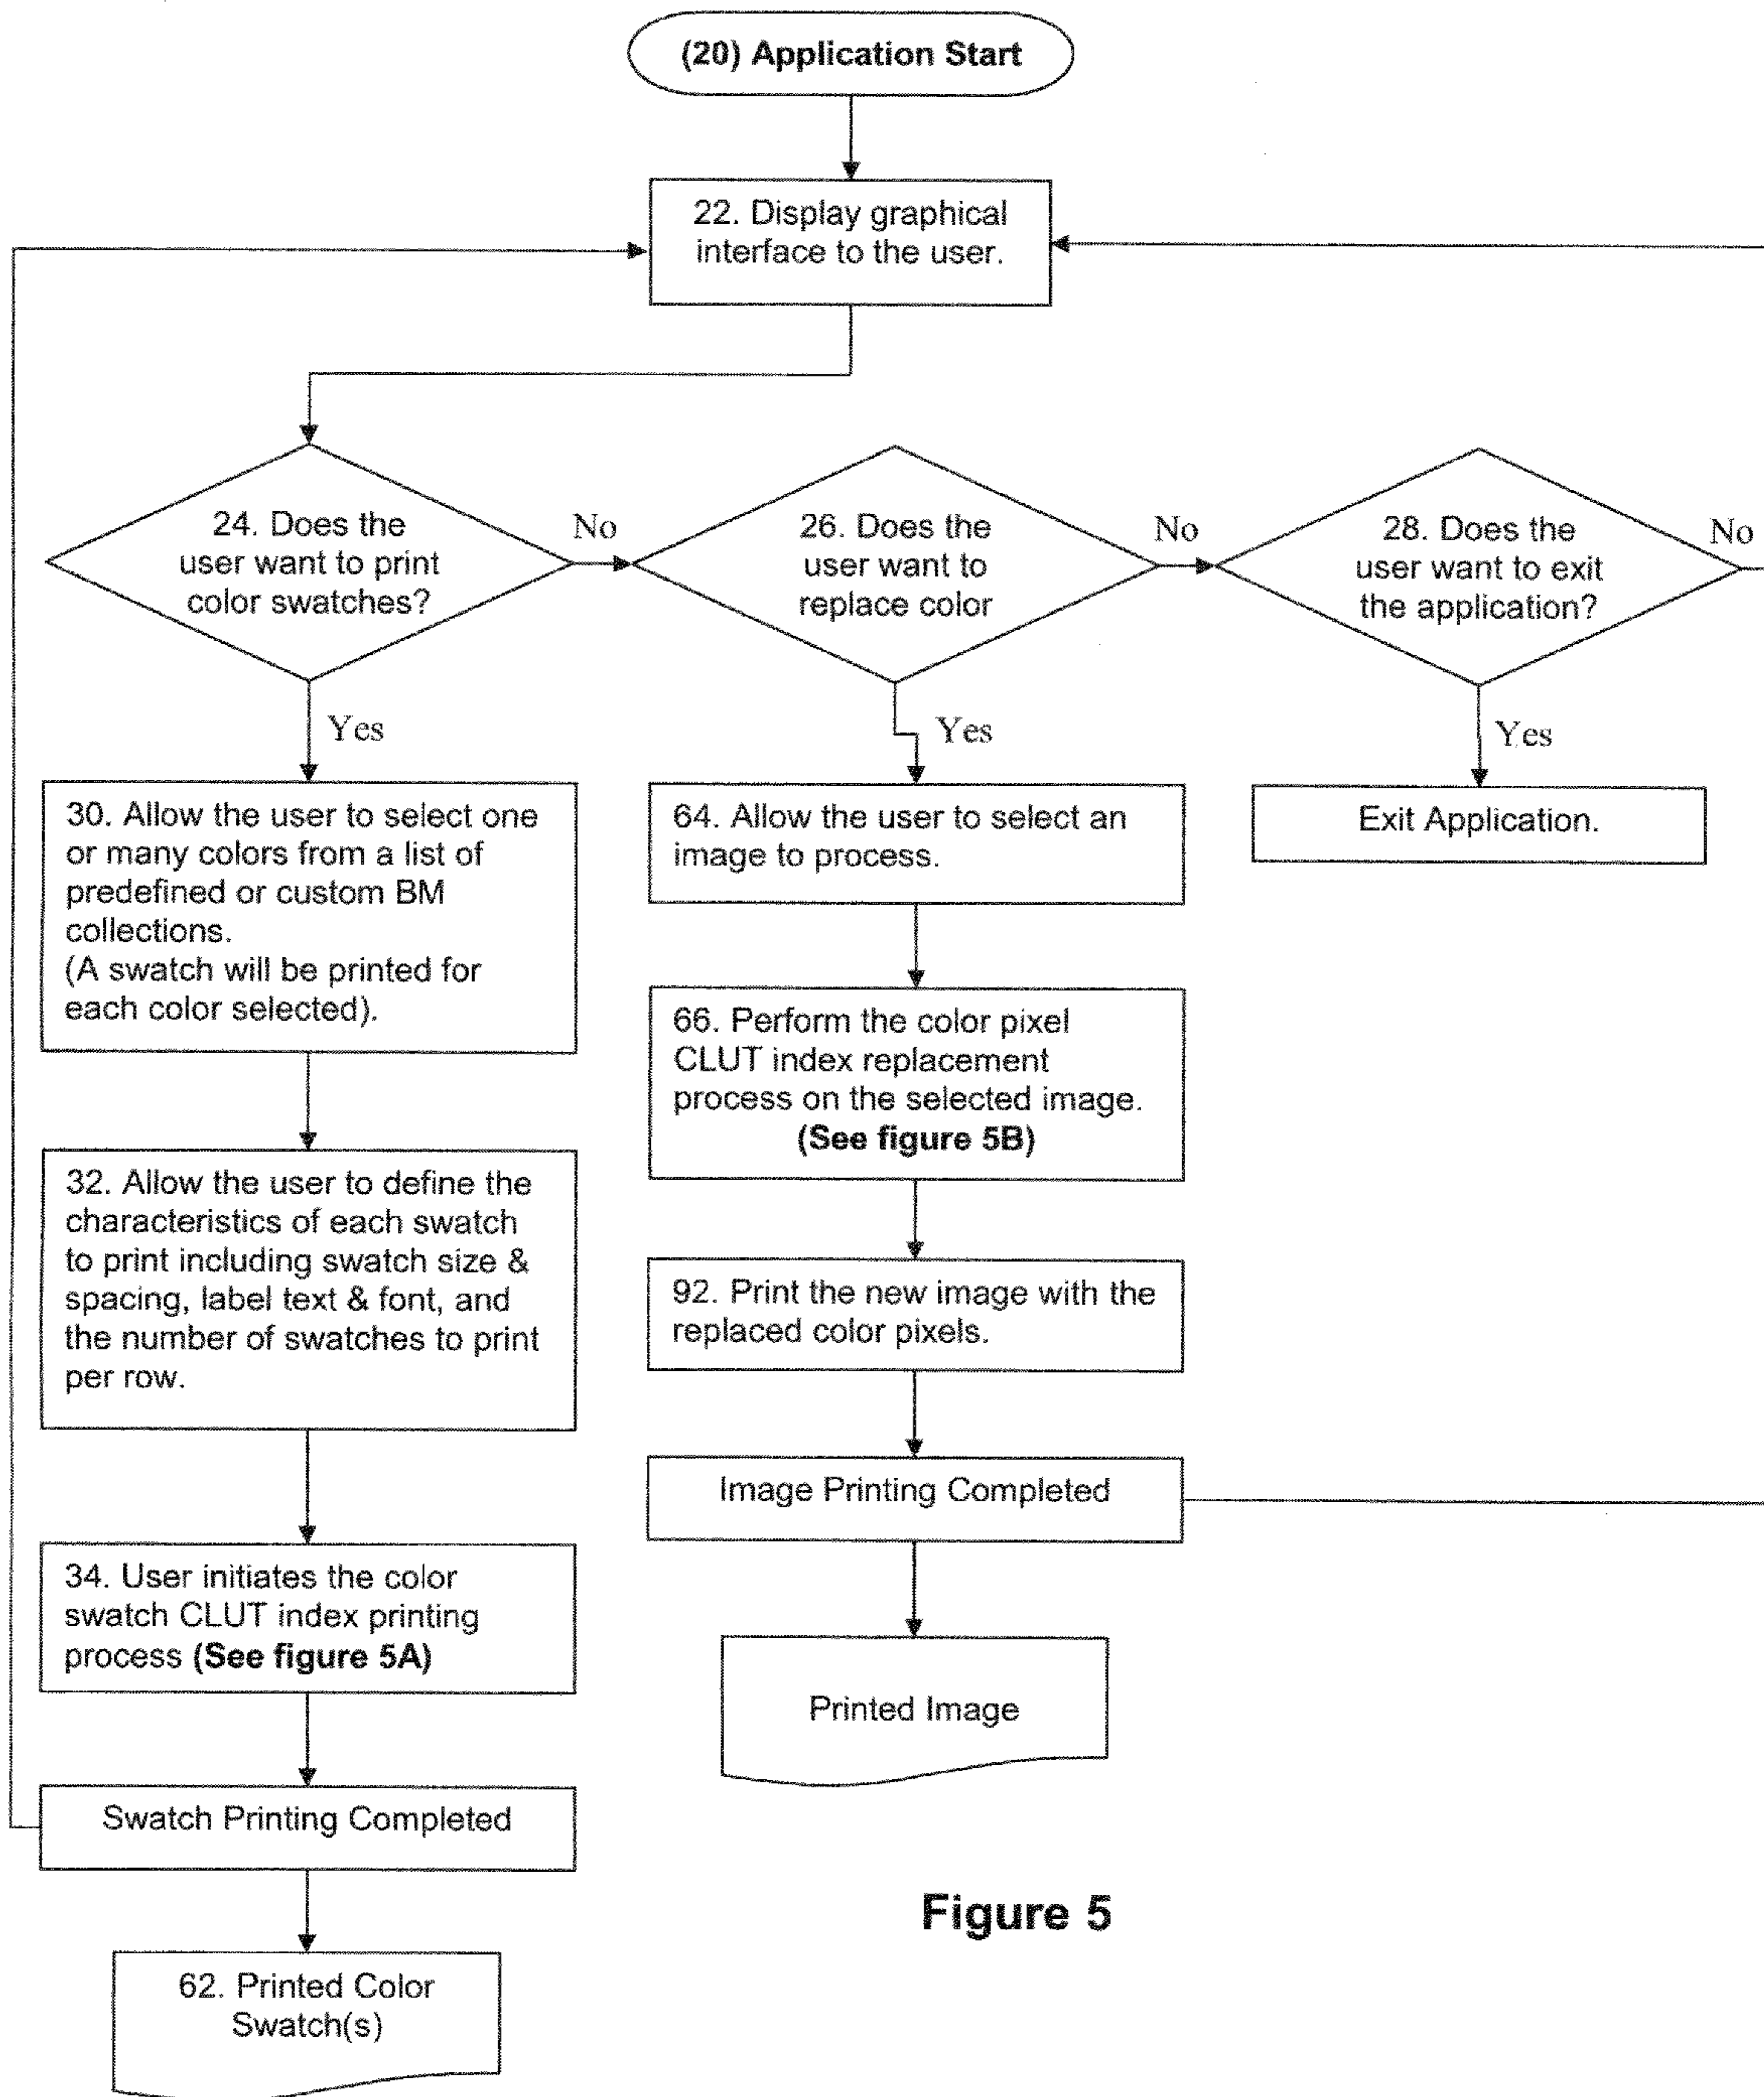 (20) Application Start
22. Display graphical
interface to the user.
24. Does the
user want to print
color swatches?
No
26. Does the
user want to
replace color
No
28. Does the
user want to exit
the application?
No
Yes
Yes
Yes
30. Allow the user to select one
or many colors from a list of
predefined or custom BM
collections.
(A swatch will be printed for
each color selected).
64. Allow the user to select an
image to process.
Exit Application.
66. Perform the color pixel
CLUT index replacement
process on the selected image.
(See figure 5B)
32. Allow the user to define the
characteristics of each swatch
to print including swatch size &
spacing, label text & font, and
the number of swatches to print
per row.
92. Print the new image with the
replaced color pixels.
Image Printing Completed
34. User initiates the color
swatch CLUT index printing
process (See figure 5A)
Printed Image
Swatch Printing Completed
Figure 5
62. Printed Color
Swatch(s)